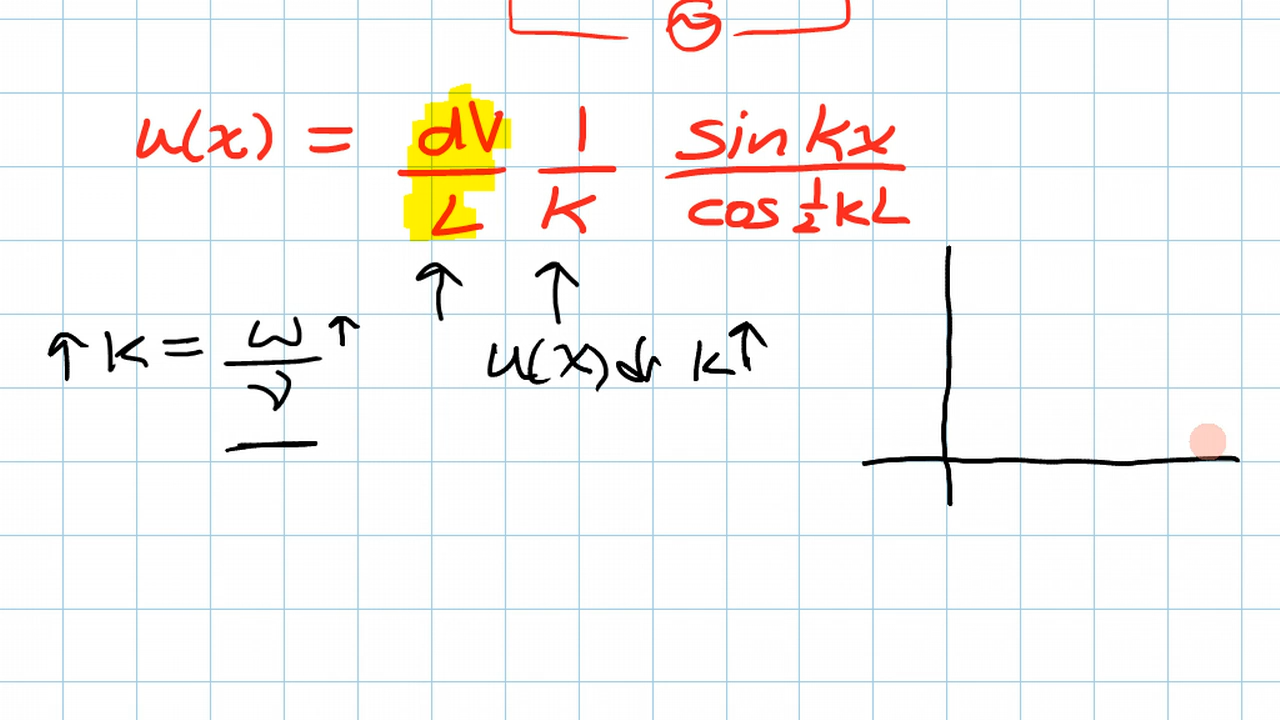 u(x) = dV/L 1/K sin kx/cos ½kL
↑ K = ω/v ↑
↑ ↑
u(x)↓ k↑